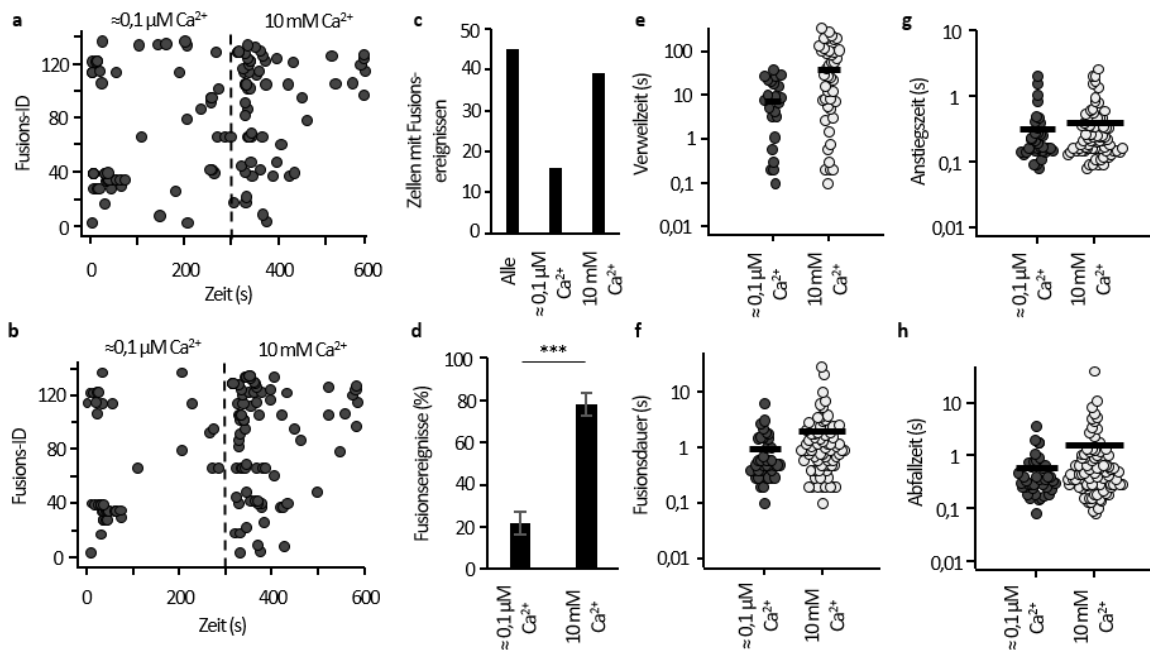 a
≈0,1 µM Ca²⁺
10 mM Ca²⁺
Fusions-ID
120
80
40
0
0
200
400
600
Zeit (s)
b
≈0,1 µM Ca²⁺
10 mM Ca²⁺
Fusions-ID
120
80
40
0
0
200
400
600
Zeit (s)
c
Zellen mit Fusions-
ereignissen
50
40
30
20
10
0
Alle
≈0,1 µM
Ca²⁺
10 mM
Ca²⁺
d
Fusionsereignisse (%)
100
80
60
40
20
0
***
≈ 0,1 µM
Ca²⁺
10 mM
Ca²⁺
e
Verweilzeit (s)
100
10
1
0,1
0,01
≈ 0,1 µM
Ca²⁺
10 mM
Ca²⁺
f
Fusionsdauer (s)
10
1
0,1
0,01
≈ 0,1 µM
Ca²⁺
10 mM
Ca²⁺
g
Anstiegszeit (s)
1
0,1
0,01
≈ 0,1 µM
Ca²⁺
10 mM
Ca²⁺
h
Abfallzeit (s)
10
1
0,1
0,01
≈ 0,1 µM
Ca²⁺
10 mM
Ca²⁺